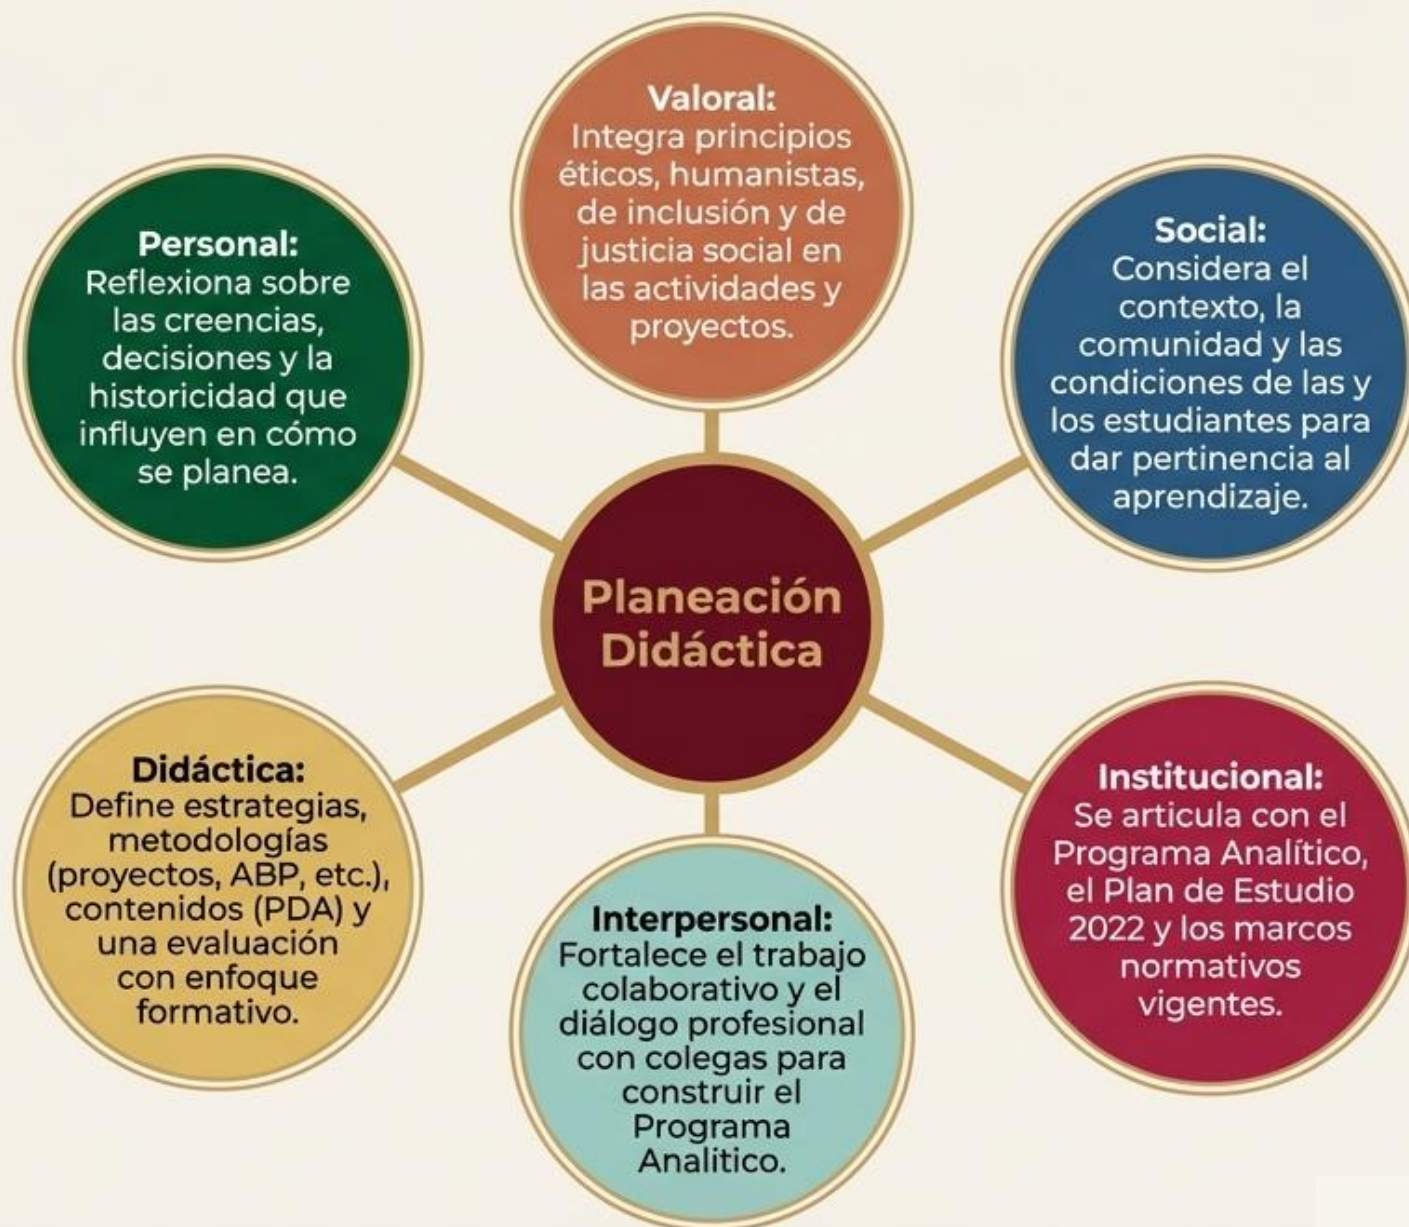 Valoral:
Integra principios
éticos, humanistas,
de inclusión y de
justicia social en
las actividades y
proyectos.
Personal:
Reflexiona sobre
las creencias,
decisiones y la
historicidad que
influyen en cómo
se planea.
Social:
Considera el
contexto, la
comunidad y las
condiciones de las y
los estudiantes para
dar pertinencia al
aprendizaje.
Planeación
Didáctica
Didáctica:
Define estrategias,
metodologías
(proyectos, ABP, etc.),
contenidos (PDA) y
una evaluación
con enfoque
formativo.
Interpersonal:
Fortalece el trabajo
colaborativo y el
diálogo profesional
con colegas para
construir el
Programa
Analitico.
Institucional:
Se articula con el
Programa Analítico,
el Plan de Estudio
2022 y los marcos
normativos
vigentes.